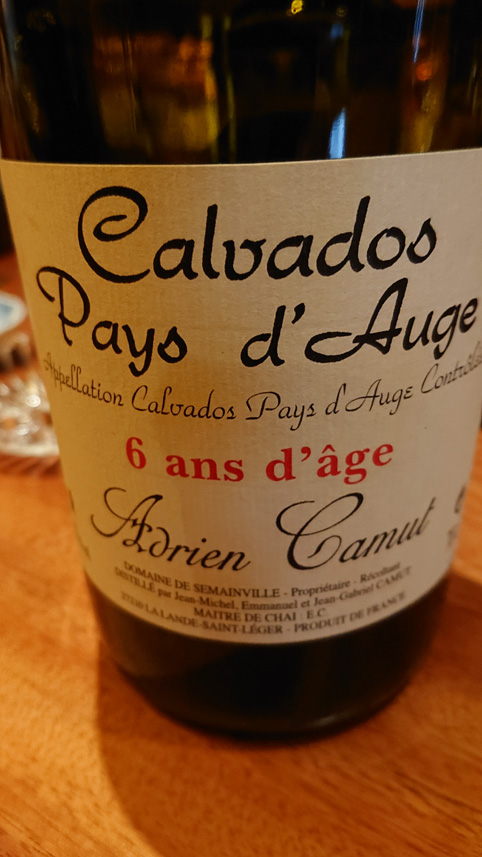 Calvados
Pays d'Auge
Appellation Calvados Pays d'Auge Contrôlée
6 ans d'âge
Adrien Camut
DOMAINE DE SEMAINVILLE - Propriétaire - Récoltant
DISTILLÉ par Jean-Michel, Emmanuel et Jean-Gabriel CAMUT
MAITRE DE CHAI : E.C.
27210 LA LANDE-SAINT-LÉGER - PRODUIT DE FRANCE